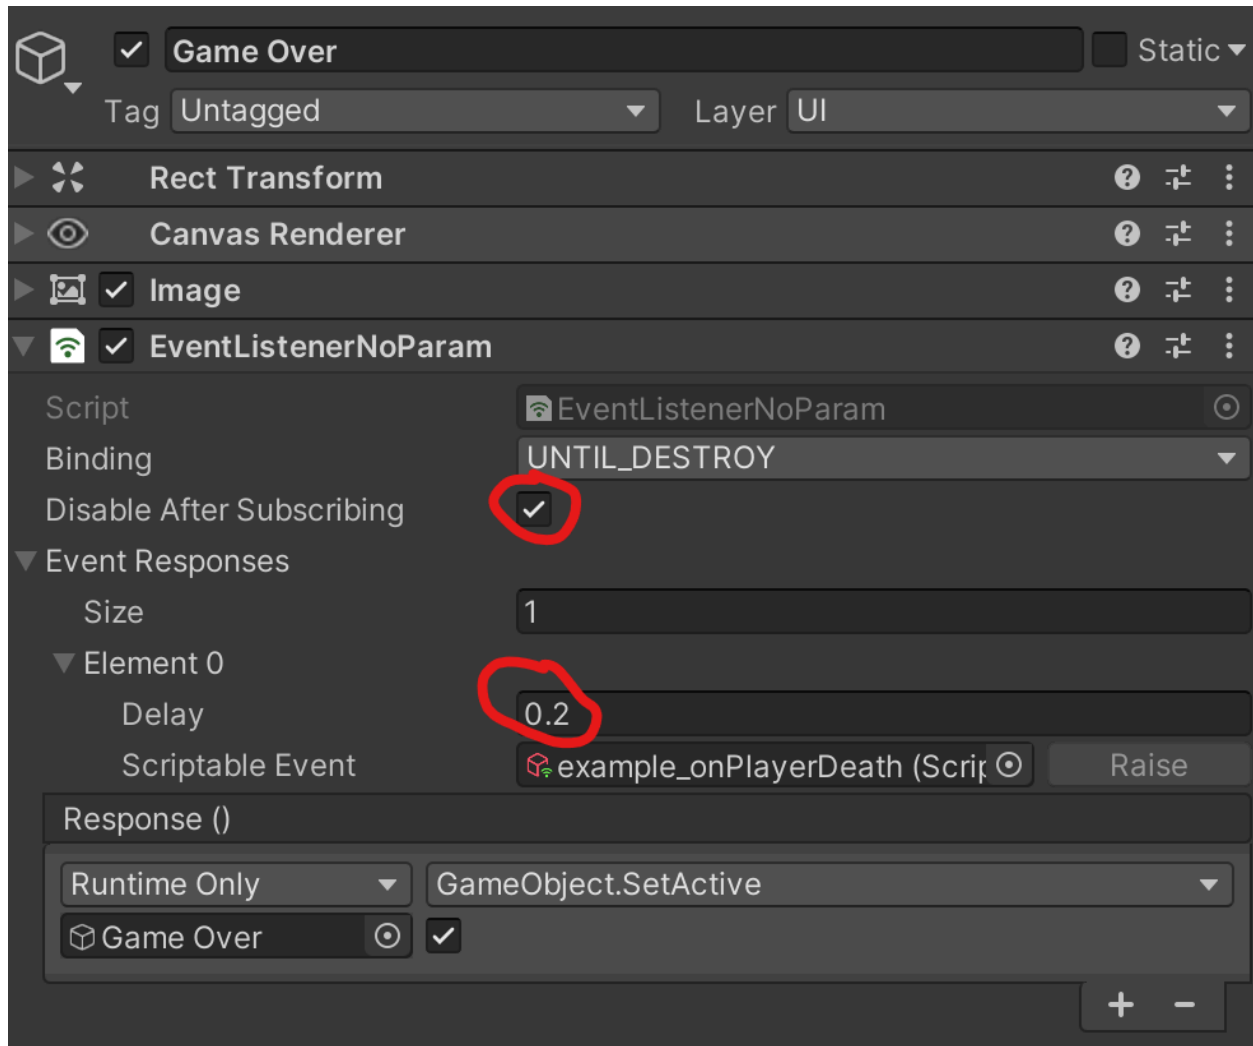 Game Over Static
Tag Untagged Layer UI
Rect Transform
Canvas Renderer
Image
EventListenerNoParam
Script EventListenerNoParam
Binding UNTIL_DESTROY
Disable After Subscribing
Event Responses
Size 1
Element 0
Delay 0.2
Scriptable Event example_onPlayerDeath (Scrip Raise
Response ()
Runtime Only GameObject.SetActive
Game Over